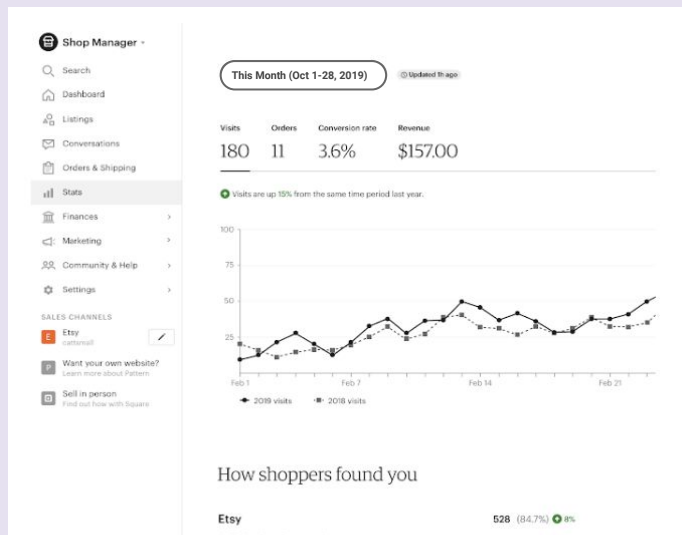 Shop Manager
Search
Dashboard
Listings
Conversations
Orders & Shipping
Stats
Finances
Marketing
Community & Help
Settings
SALES CHANNELS
E
Etsy
P
Want your own website?
Learn more about Pattern
Sell in person
Find out how with Square
This Month (Oct 1-28, 2019)
Updated 1h ago
Visits Orders Conversion rate Revenue
180 11 3.6% $157.00
Visits are up 15% from the same time period last year.
100
75
50
25
Feb 1 Feb 7 Feb 14 Feb 21
2019 visits 2018 visits
How shoppers found you
Etsy 528 (84.7%) 8%